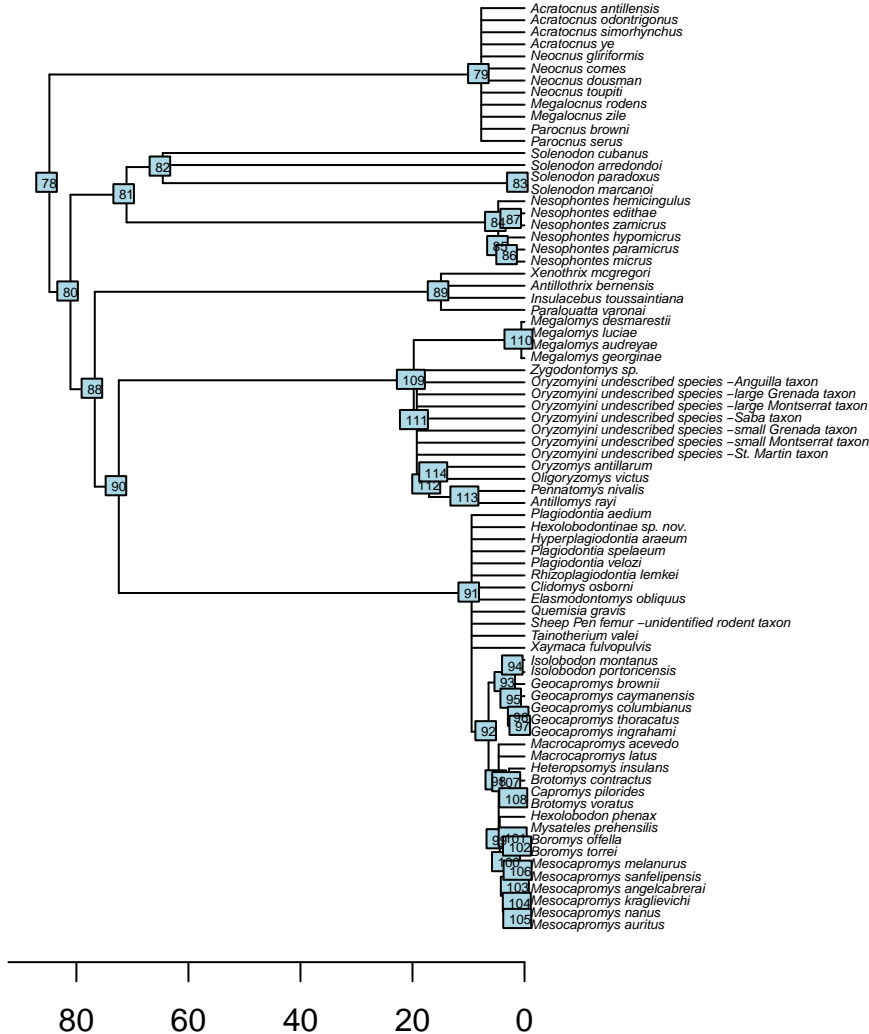 Acratocnus antillensis
Acratocnus odontrigonus
Acratocnus simorhynchus
Acratocnus ye
Neocnus gliriformis
Neocnus comes
79
Neocnus dousman
Neocnus toupiti
Megalocnus rodens
Megalocnus zile
Parocnus browni
Parocnus serus
Solenodon cubanus
82
Solenodon arredondoi
Solenodon paradoxus
78
83
Solenodon marcanoi
81
Nesophontes hemicingulus
Nesophontes edithae
84
87
Nesophontes zamicrus
Nesophontes hypomicrus
85
Nesophontes paramicrus
86
Nesophontes micrus
Xenothrix mcgregori
Antillothrix bernensis
80
89
Insulacebus toussaintiana
Paralouatta varonai
Megalomys desmarestii
Megalomys luciae
110
Megalomys audreyae
Megalomys georginae
Zygodontomys sp.
109
Oryzomyini undescribed species −Anguilla taxon
88
Oryzomyini undescribed species −large Grenada taxon
Oryzomyini undescribed species −large Montserrat taxon
111
Oryzomyini undescribed species −Saba taxon
Oryzomyini undescribed species −small Grenada taxon
Oryzomyini undescribed species −small Montserrat taxon
Oryzomyini undescribed species −St. Martin taxon
Oryzomys antillarum
114
Oligoryzomys victus
90
112
Pennatomys nivalis
113
Antillomys rayi
Plagiodontia aedium
Hexolobodontinae sp. nov.
Hyperplagiodontia araeum
Plagiodontia spelaeum
Plagiodontia velozi
Rhizoplagiodontia lemkei
Clidomys osborni
91
Elasmodontomys obliquus
Quemisia gravis
Sheep Pen femur −unidentified rodent taxon
Tainotherium valei
Xaymaca fulvopulvis
Isolobodon montanus
94
Isolobodon portoricensis
93
Geocapromys brownii
Geocapromys caymanensis
95
Geocapromys columbianus
96
Geocapromys thoracatus
97
92
Geocapromys ingrahami
Macrocapromys acevedo
Macrocapromys latus
Heteropsomys insulans
98
107
Brotomys contractus
Capromys pilorides
108
Brotomys voratus
Hexolobodon phenax
Mysateles prehensilis
99
101
Boromys offella
102
Boromys torrei
100
Mesocapromys melanurus
106
Mesocapromys sanfelipensis
103
Mesocapromys angelcabrerai
104
Mesocapromys kraglievichi
Mesocapromys nanus
105
Mesocapromys auritus
80 60 40 20 0